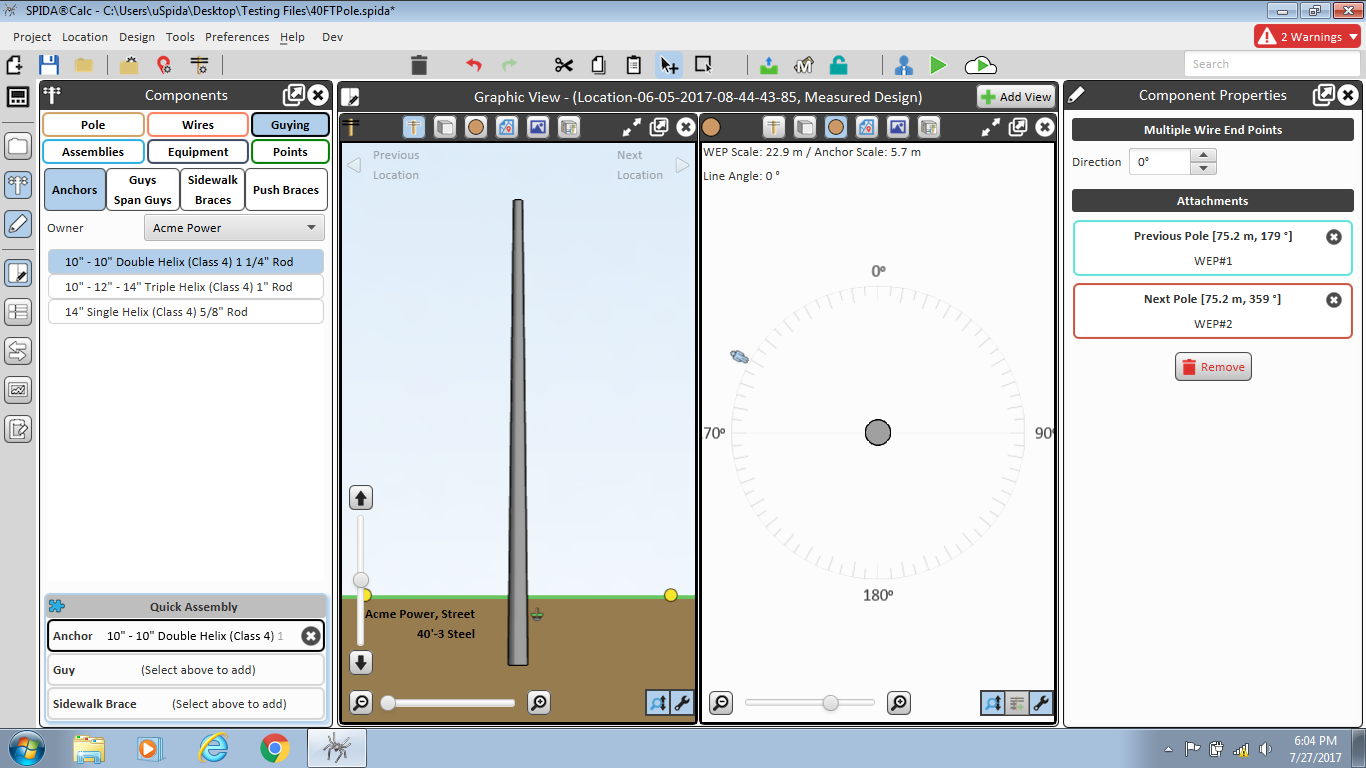 SPIDA®Calc - C:\Users\uSpida\Desktop\Testing Files\40FTPole.spida*
Project Location Design Tools Preferences Help Dev
2 Warnings
Search
Components
Pole Wires Guying
Assemblies Equipment Points
Anchors
Guys
Span Guys
Sidewalk
Braces
Push Braces
Owner Acme Power
10" - 10" Double Helix (Class 4) 1 1/4" Rod
10" - 12" - 14" Triple Helix (Class 4) 1" Rod
14" Single Helix (Class 4) 5/8" Rod
Quick Assembly
Anchor 10" - 10" Double Helix (Class 4) 1
Guy (Select above to add)
Sidewalk Brace (Select above to add)
Graphic View - (Location-06-05-2017-08-44-43-85, Measured Design)
Add View
Previous
Location
Next
Location
Acme Power, Street
40'-3 Steel
WEP Scale: 22.9 m / Anchor Scale: 5.7 m
Line Angle: 0 °
0°
70°
90°
180°
Component Properties
Multiple Wire End Points
Direction 0°
Attachments
Previous Pole [75.2 m, 179 °]
WEP#1
Next Pole [75.2 m, 359 °]
WEP#2
Remove
6:04 PM
7/27/2017